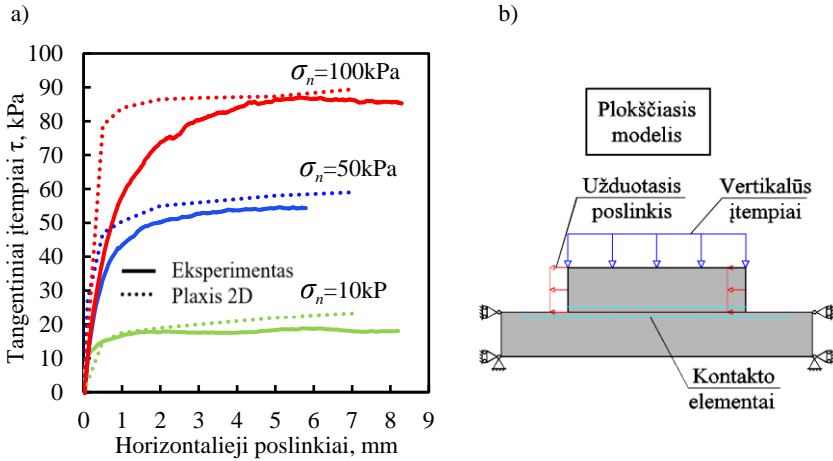 a)
b)
Tangentiniai įtempiai τ, kPa
100
90
80
70
60
50
40
30
20
10
0
σn=100kPa
σn=50kPa
Eksperimentas
Plaxis 2D
σn=10kP
0 1 2 3 4 5 6 7 8 9
Horizontalieji poslinkiai, mm
Plokščiasis
modelis
Užduotasis
poslinkis
Vertikalūs
įtempiai
Kontakto
elementai